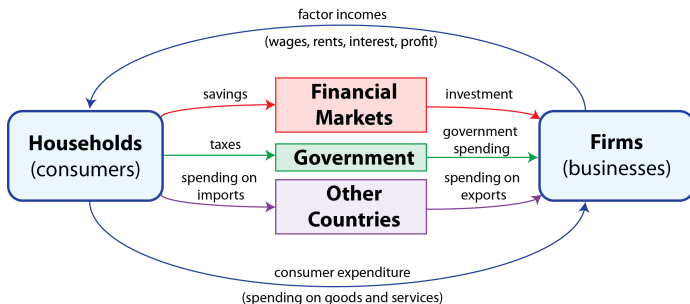 factor incomes
(wages, rents, interest, profit)
savings
Financial
Markets
investment
Households
(consumers)
taxes
Government
government
spending
Firms
(businesses)
spending on
imports
Other
Countries
spending on
exports
consumer expenditure
(spending on goods and services)